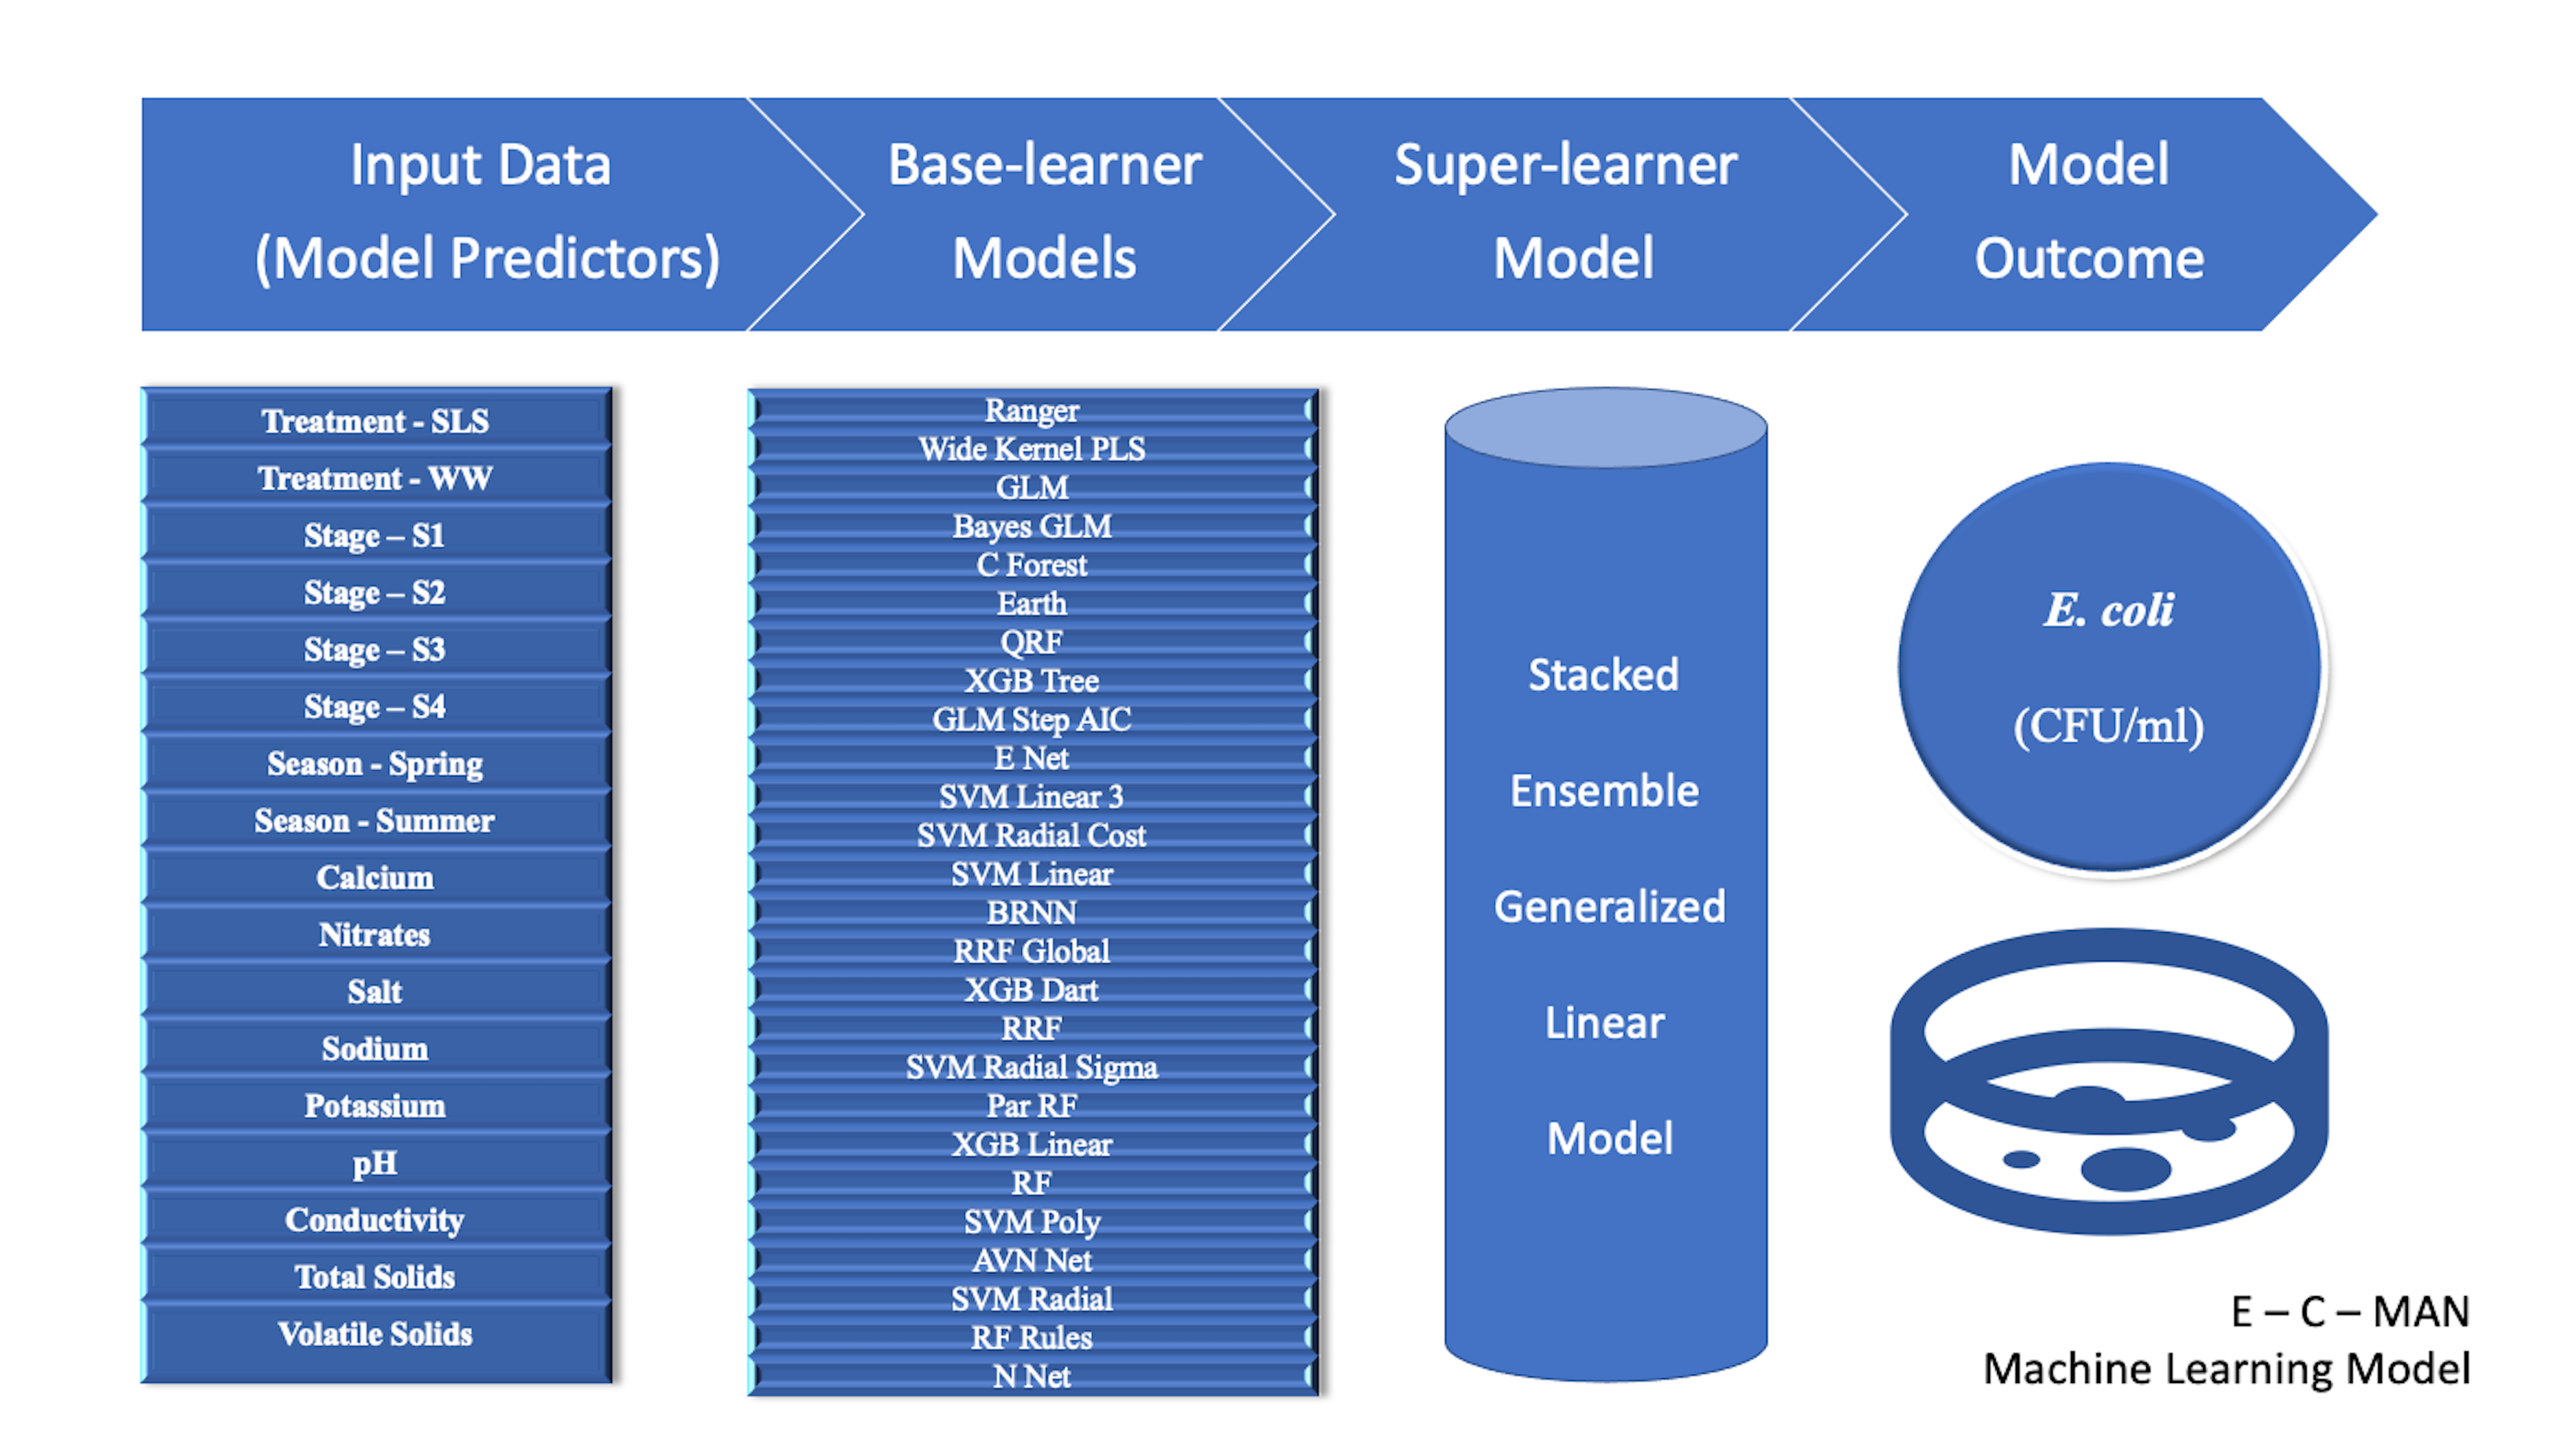 Input Data
(Model Predictors)
Base-learner
Models
Super-learner
Model
Model
Outcome
Treatment - SLS
Treatment - WW
Stage – S1
Stage – S2
Stage – S3
Stage – S4
Season - Spring
Season - Summer
Calcium
Nitrates
Salt
Sodium
Potassium
pH
Conductivity
Total Solids
Volatile Solids
Ranger
Wide Kernel PLS
GLM
Bayes GLM
C Forest
Earth
QRF
XGB Tree
GLM Step AIC
E Net
SVM Linear 3
SVM Radial Cost
SVM Linear
BRNN
RRF Global
XGB Dart
RRF
SVM Radial Sigma
Par RF
XGB Linear
RF
SVM Poly
AVN Net
SVM Radial
RF Rules
N Net
Stacked
Ensemble
Generalized
Linear
Model
E. coli
(CFU/ml)
E – C – MAN
Machine Learning Model